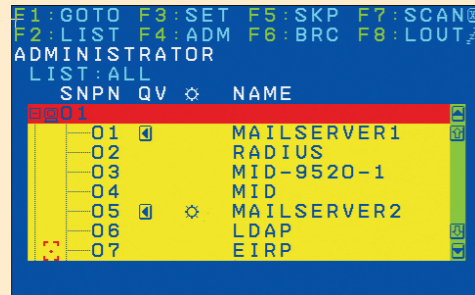 F1:GOTO F3:SET F5:SKP F7:SCAN
F2:LIST F4:ADM F6:BRC F8:LOUT
ADMINISTRATOR
LIST:ALL
SNPN QV ☼ NAME
01
01 MAILSERVER1
02 RADIUS
03 MID-9520-1
04 MID
05 ☼ MAILSERVER2
06 LDAP
07 EIRP